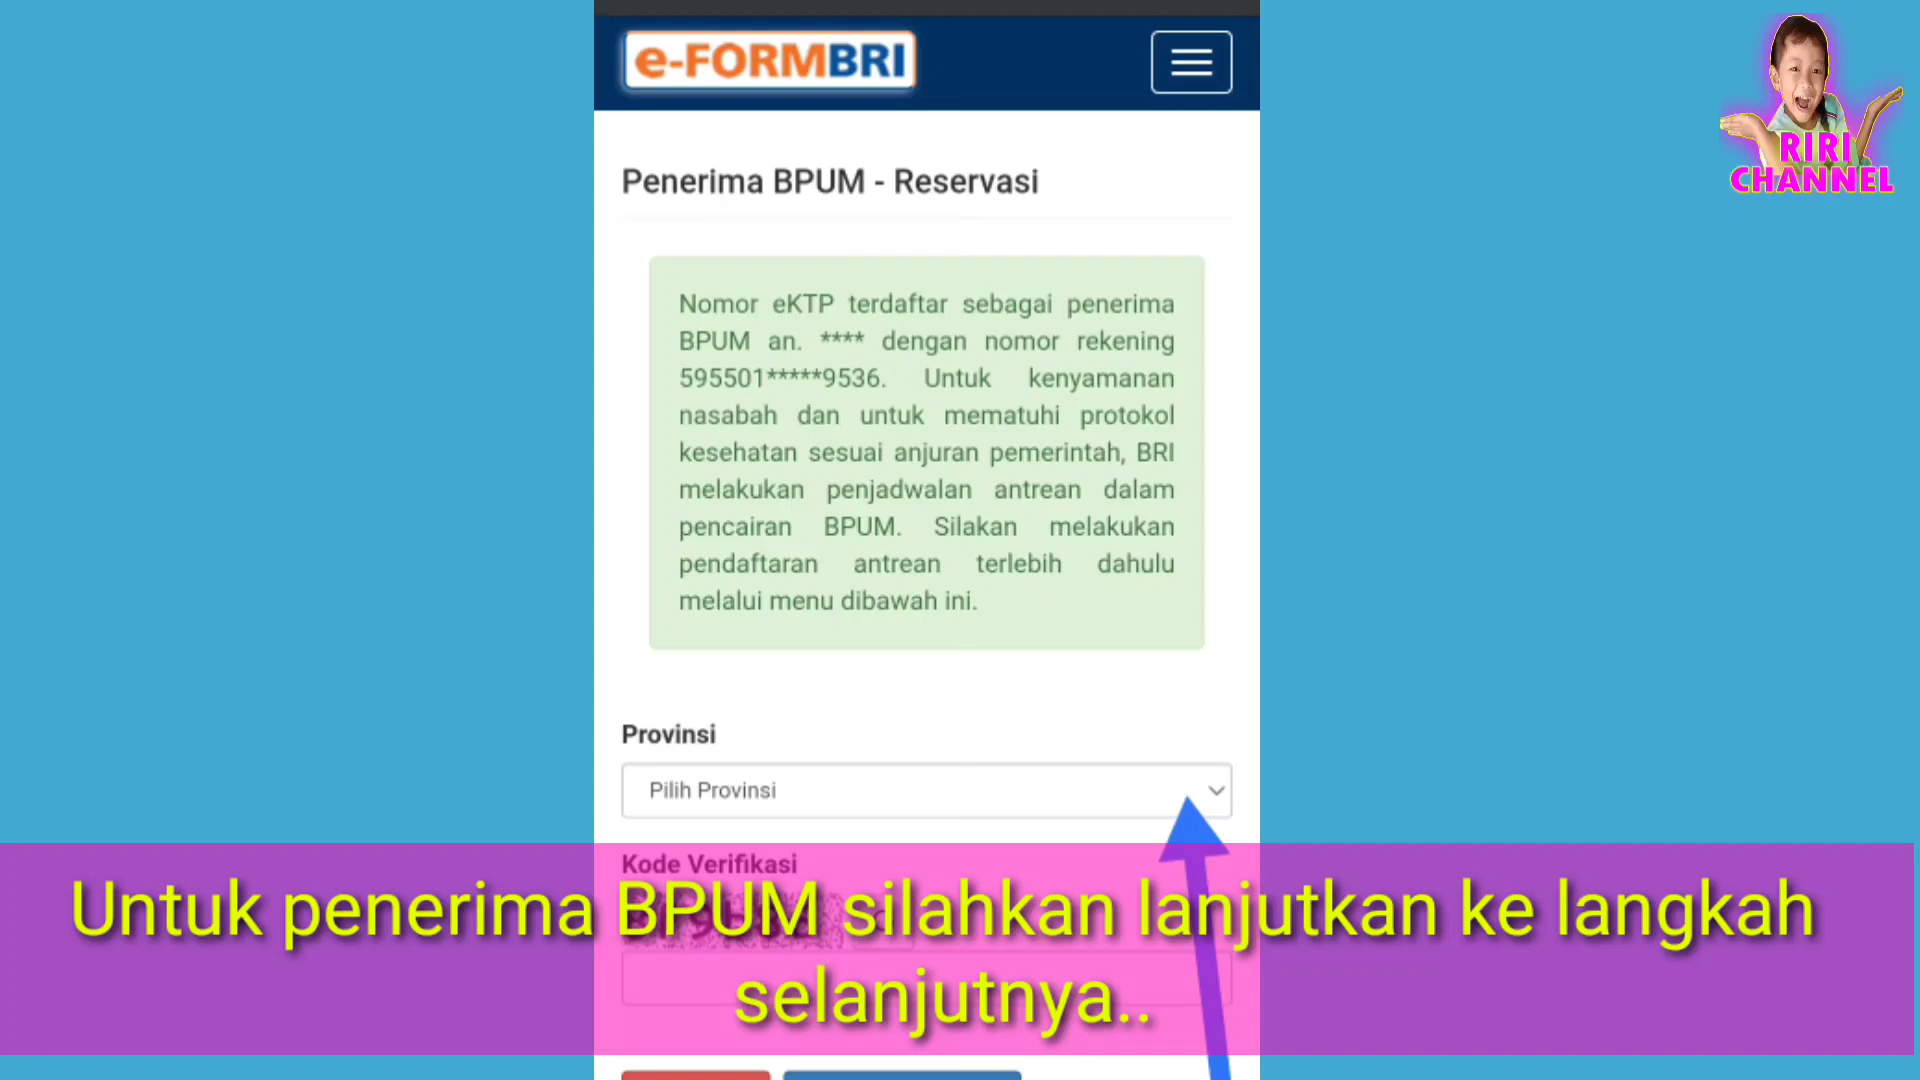 e-FORMBRI
RIRI
CHANNEL
Penerima BPUM - Reservasi
Nomor eKTP terdaftar sebagai penerima
BPUM an. **** dengan nomor rekening
595501*****9536. Untuk kenyamanan
nasabah dan untuk mematuhi protokol
kesehatan sesuai anjuran pemerintah, BRI
melakukan penjadwalan antrean dalam
pencairan BPUM. Silakan melakukan
pendaftaran antrean terlebih dahulu
melalui menu dibawah ini.
Provinsi
Pilih Provinsi
Kode Verifikasi
Untuk penerima BPUM silahkan lanjutkan ke langkah
selanjutnya..